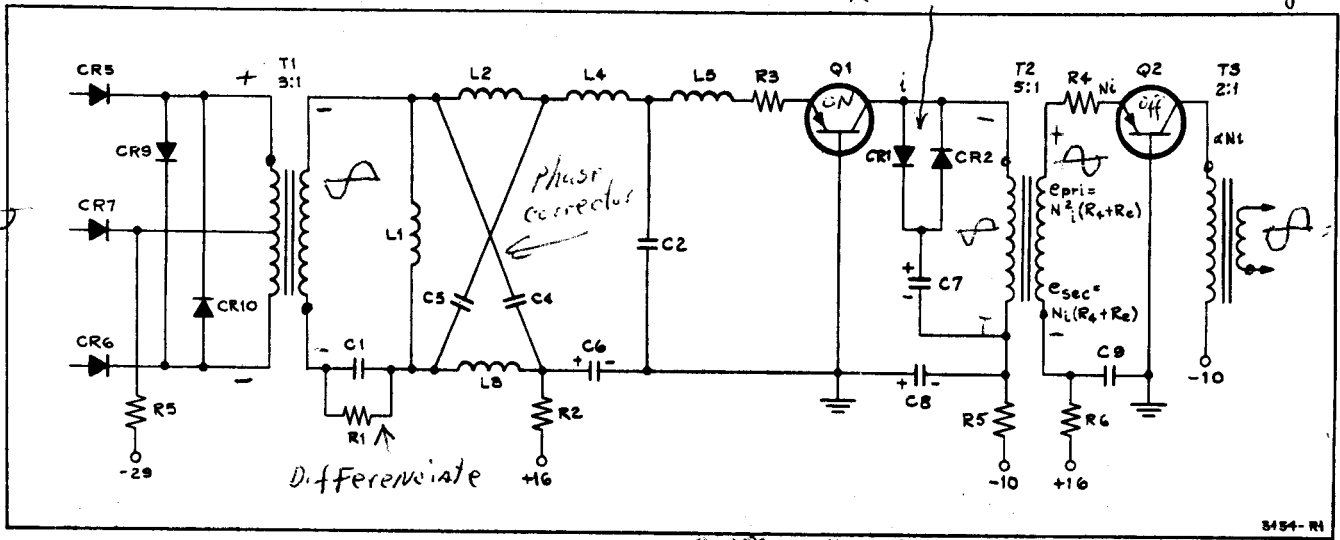 CR5
T1
3:1
+
-
L2
L4
L5
R3
Q1
ON
i
T2
5:1
R4
Ni
Q2
off
T3
2:1
CR9
CR7
CR10
CR6
-
R5
-29
L1
Phase
corrector
C5
C4
C2
CR1
CR2
-
+
αNi
e pri =
N²i(R4+Re)
e sec =
Ni(R4+Re)
-
+
-
C7
-
C1
R1
Differenciate
L3
+
C6
-
R2
+16
+
C8
-
R5
-10
C9
R6
+16
-10
3454-R1